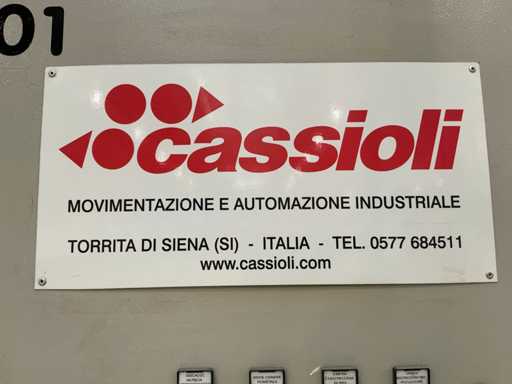 01
cassioli
MOVIMENTAZIONE E AUTOMAZIONE INDUSTRIALE
TORRITA DI SIENA (SI) - ITALIA - TEL. 0577 684511
www.cassioli.com